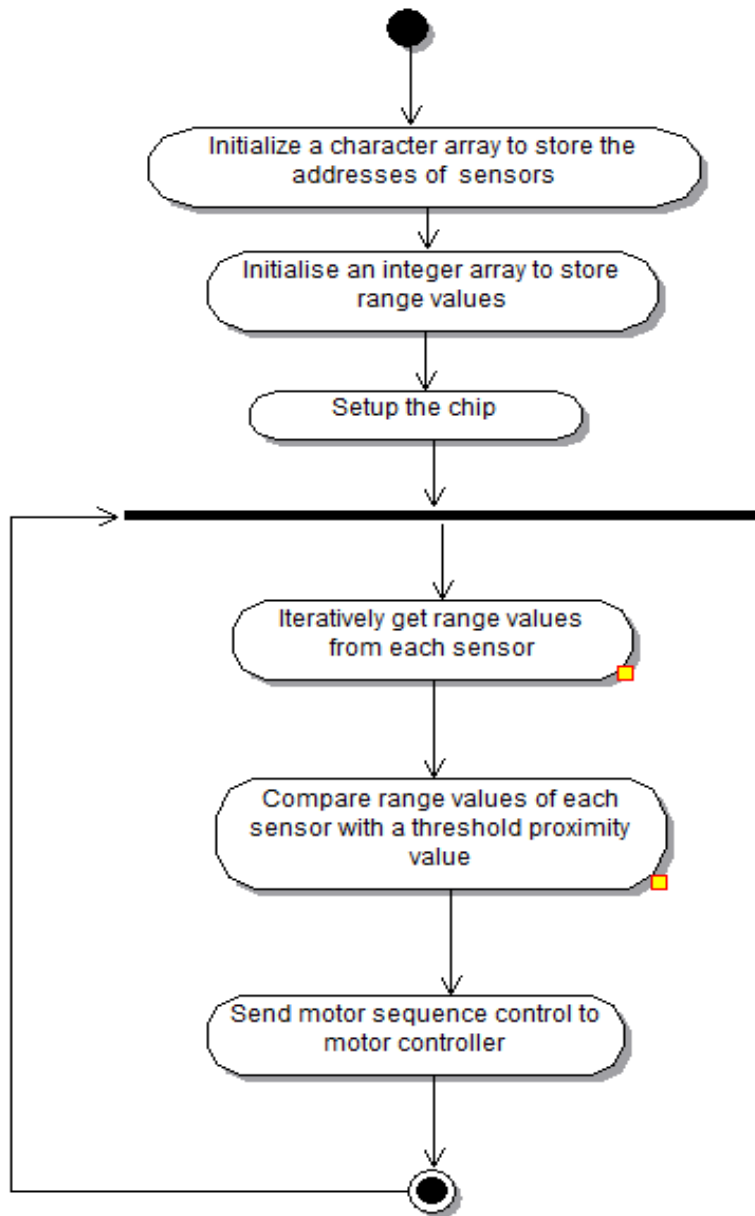 Initialize a character array to store the
addresses of sensors
Initialise an integer array to store
range values
Setup the chip
Iteratively get range values
from each sensor
Compare range values of each
sensor with a threshold proximity
value
Send motor sequence control to
motor controller